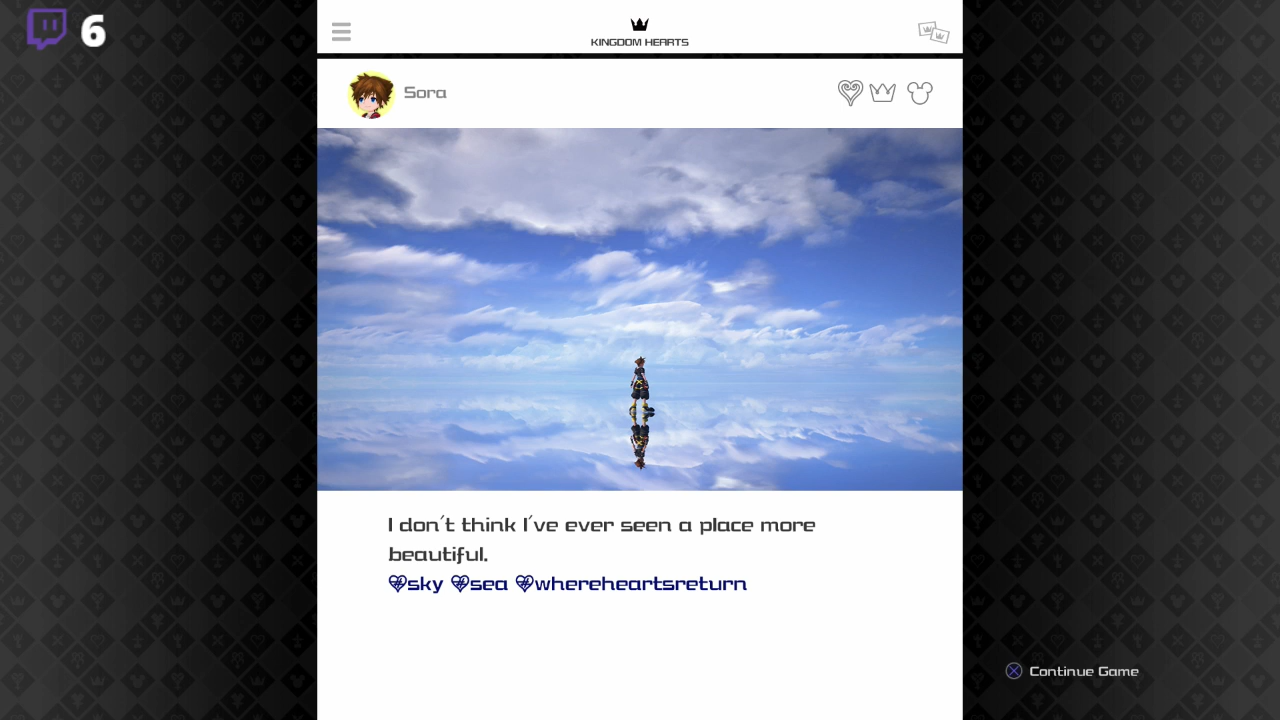 6
KINGDOM HEARTS
Sora
I don't think I've ever seen a place more
beautiful.
sky sea whereheartsreturn
Continue Game